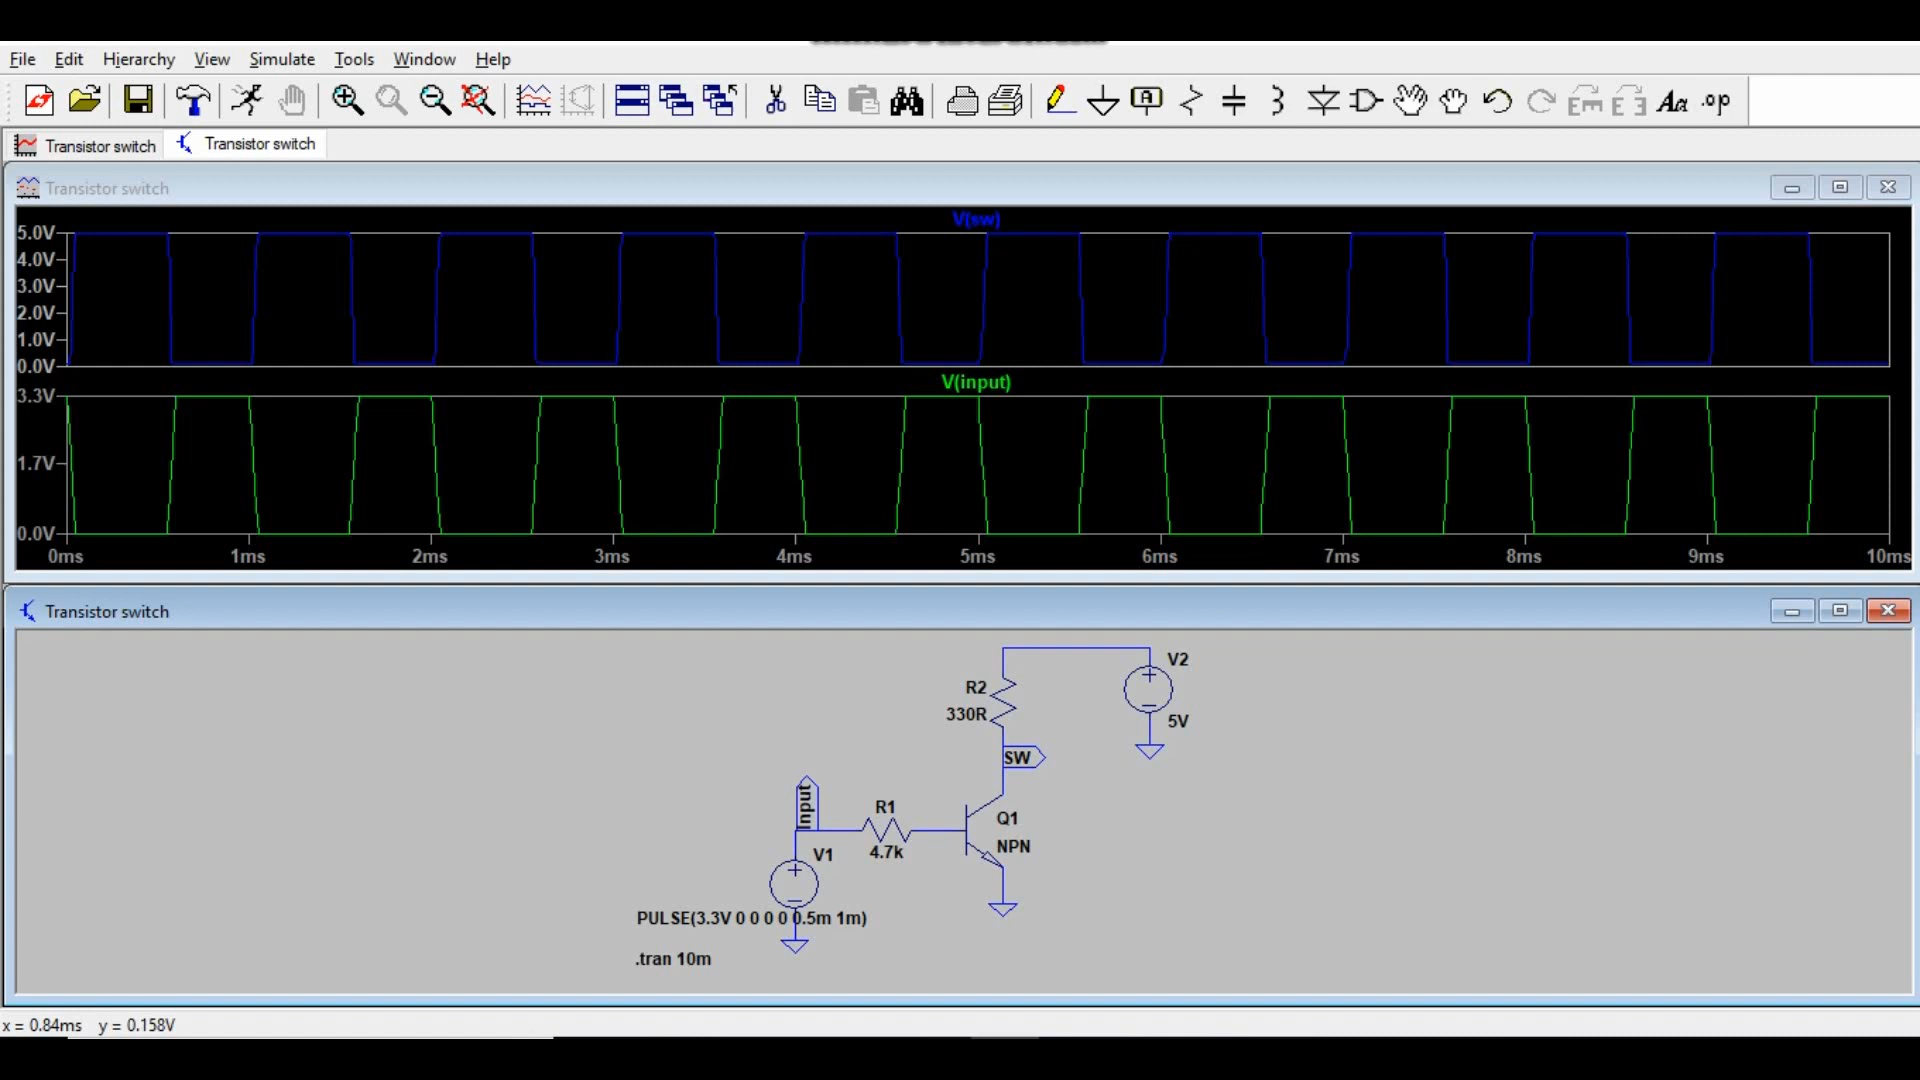 File Edit Hierarchy View Simulate Tools Window Help
A Aa .op
Transistor switch Transistor switch
Transistor switch
V(sw)
5.0V
4.0V
3.0V
2.0V
1.0V
0.0V
V(input)
3.3V
1.7V
0.0V
0ms 1ms 2ms 3ms 4ms 5ms 6ms 7ms 8ms 9ms 10ms
Transistor switch
V2
R2
330R
5V
SW
Input
R1
Q1
NPN
V1
4.7k
PULSE(3.3V 0 0 0 0 0.5m 1m)
.tran 10m
x = 0.84ms y = 0.158V